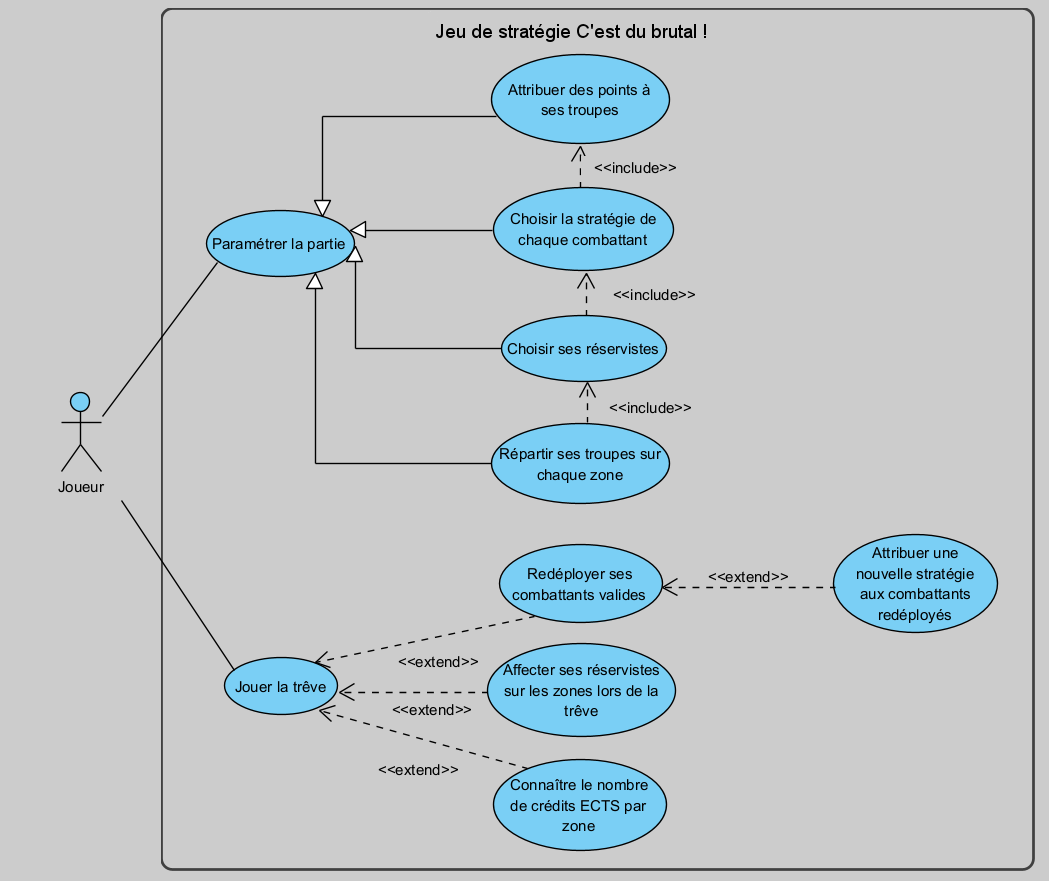 Jeu de stratégie C'est du brutal !
Attribuer des points à
ses troupes
<<include>>
Choisir la stratégie de
chaque combattant
Paramétrer la partie
<<include>>
Choisir ses réservistes
<<include>>
Répartir ses troupes sur
chaque zone
Joueur
Redéployer ses
combattants valides
<<extend>>
Attribuer une
nouvelle stratégie
aux combattants
redéployés
<<extend>>
Affecter ses réservistes
sur les zones lors de la
trêve
Jouer la trêve
<<extend>>
<<extend>>
Connaître le nombre
de crédits ECTS par
zone